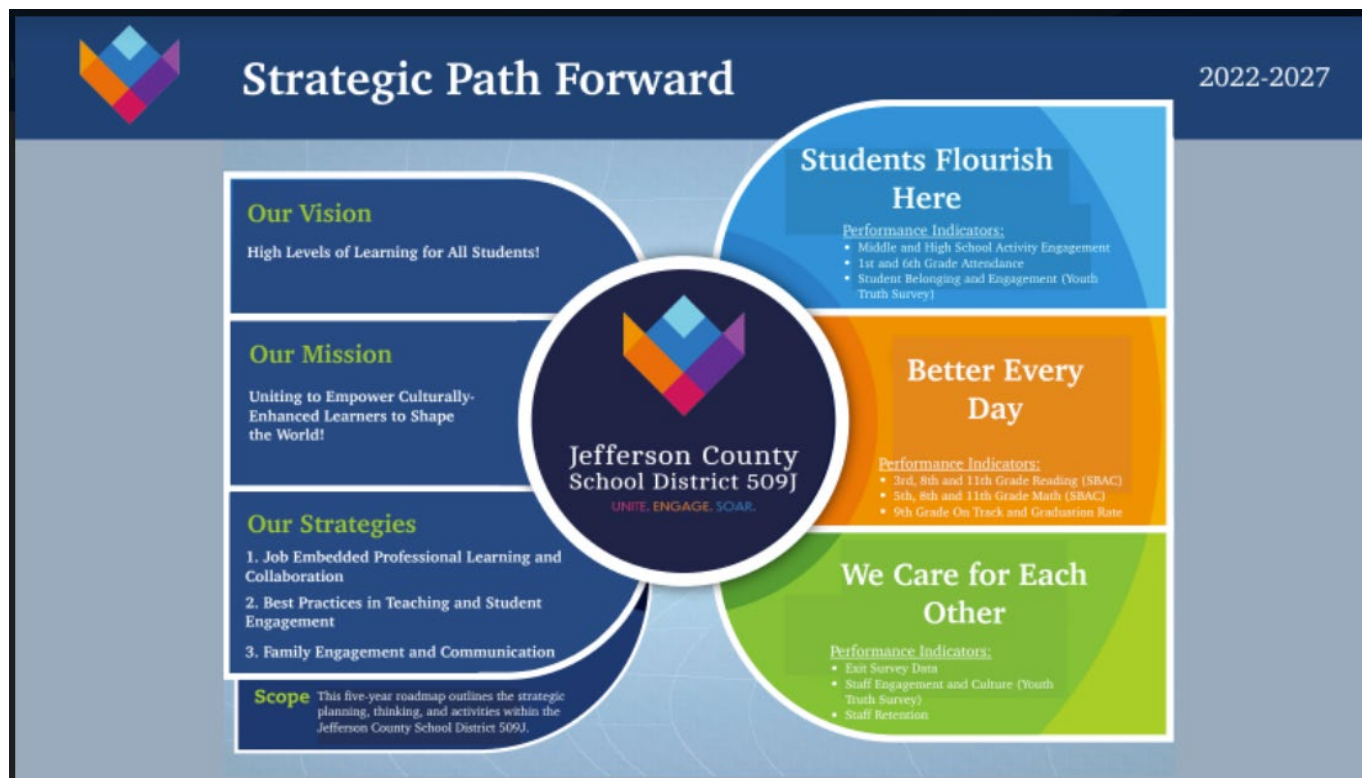 Strategic Path Forward
2022-2027
Our Vision
High Levels of Learning for All Students!
Our Mission
Uniting to Empower Culturally-
Enhanced Learners to Shape
the World!
Our Strategies
1. Job Embedded Professional Learning and
Collaboration
2. Best Practices in Teaching and Student
Engagement
3. Family Engagement and Communication
Scope
This five-year roadmap outlines the strategic
planning, thinking, and activities within the
Jefferson County School District 509J.
Jefferson County
School District 509J
UNITE. ENGAGE. SOAR.
Students Flourish
Here
Performance Indicators:
• Middle and High School Activity Engagement
• 1st and 6th Grade Attendance
• Student Belonging and Engagement (Youth
Truth Survey)
Better Every
Day
Performance Indicators:
• 3rd, 8th and 11th Grade Reading (SBAC)
• 5th, 8th and 11th Grade Math (SBAC)
• 9th Grade On Track and Graduation Rate
We Care for Each
Other
Performance Indicators:
• Exit Survey Data
• Staff Engagement and Culture (Youth
Truth Survey)
• Staff Retention